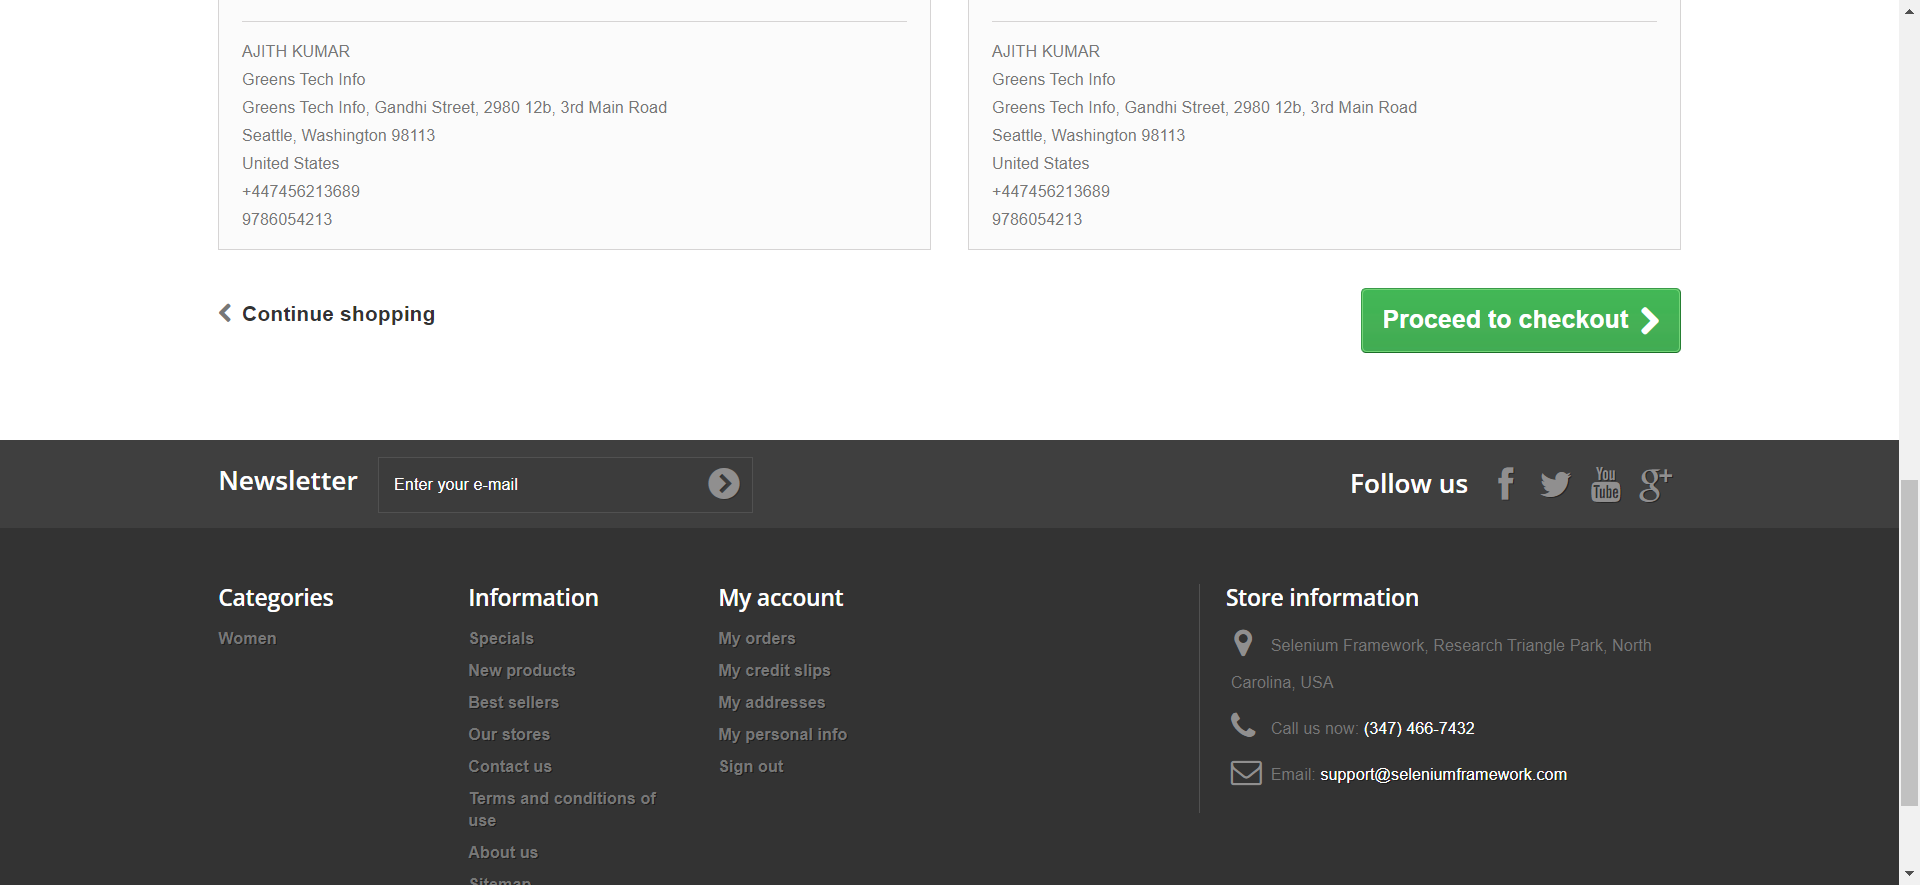 AJITH KUMAR
Greens Tech Info
Greens Tech Info, Gandhi Street, 2980 12b, 3rd Main Road
Seattle, Washington 98113
United States
+447456213689
9786054213
AJITH KUMAR
Greens Tech Info
Greens Tech Info, Gandhi Street, 2980 12b, 3rd Main Road
Seattle, Washington 98113
United States
+447456213689
9786054213
Continue shopping
Proceed to checkout
Newsletter
Enter your e-mail
Follow us
You
Tube
Categories
Women
Information
Specials
New products
Best sellers
Our stores
Contact us
Terms and conditions of
use
About us
Sitemap
My account
My orders
My credit slips
My addresses
My personal info
Sign out
Store information
Selenium Framework, Research Triangle Park, North
Carolina, USA
Call us now: (347) 466-7432
Email: support@seleniumframework.com